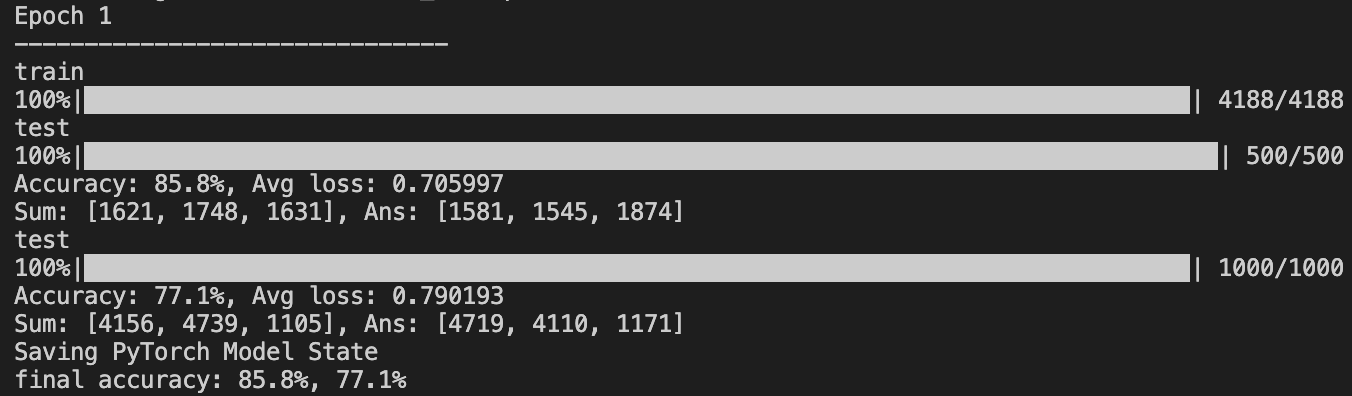 Epoch 1
-------------------------------
train
100%|██████████| 4188/4188
test
100%|██████████| 500/500
Accuracy: 85.8%, Avg loss: 0.705997
Sum: [1621, 1748, 1631], Ans: [1581, 1545, 1874]
test
100%|██████████| 1000/1000
Accuracy: 77.1%, Avg loss: 0.790193
Sum: [4156, 4739, 1105], Ans: [4719, 4110, 1171]
Saving PyTorch Model State
final accuracy: 85.8%, 77.1%